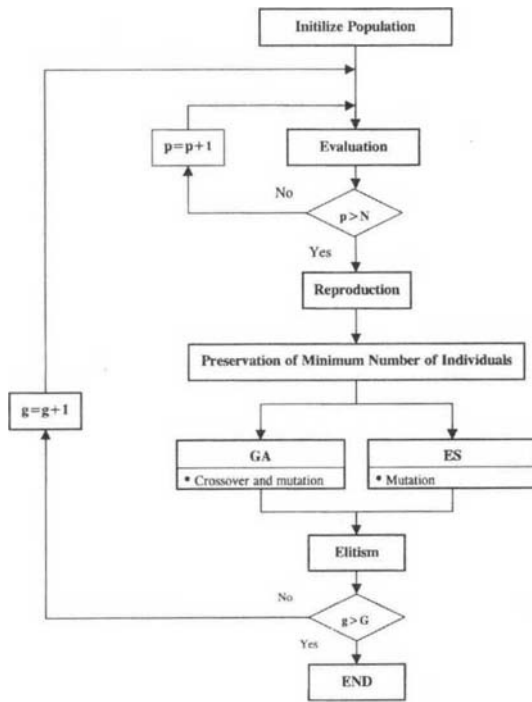 Initilize Population
p=p+1
Evaluation
No
p>N
Yes
Reproduction
Preservation of Minimum Number of Individuals
g=g+1
GA
• Crossover and mutation
ES
• Mutation
Elitism
No
g>G
Yes
END